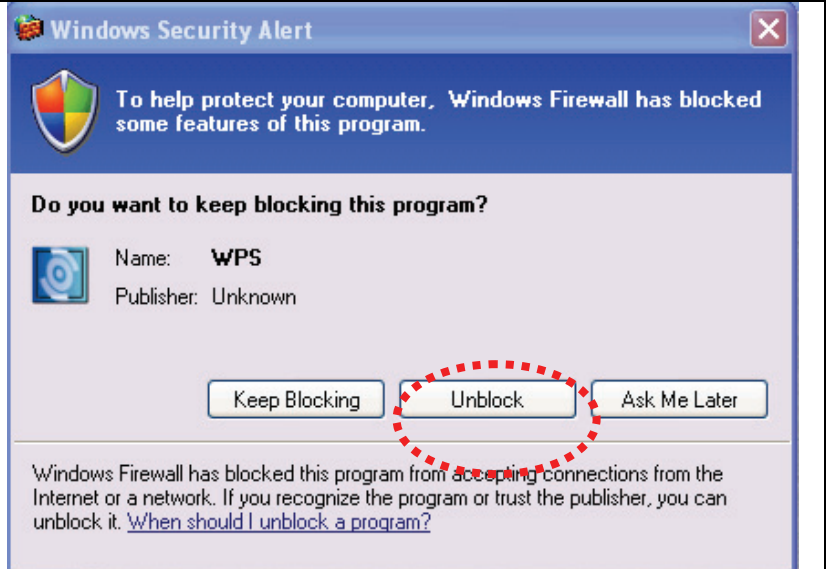 Windows Security Alert
To help protect your computer, Windows Firewall has blocked
some features of this program.
Do you want to keep blocking this program?
Name: WPS
Publisher: Unknown
Keep Blocking Unblock Ask Me Later
Windows Firewall has blocked this program from accepting connections from the
Internet or a network. If you recognize the program or trust the publisher, you can
unblock it. When should I unblock a program?